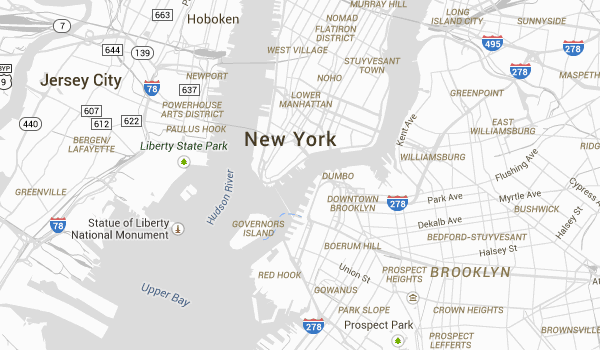 MURRAY HILL
663
Hoboken
NOMAD
LONG
ISLAND CITY
SUNNYSIDE
7
FLATIRON
DISTRICT
644
139
WEST VILLAGE
495
278
BYP
9
Jersey City
NEWPORT
STUYVESANT
TOWN
278
MASPETH
78
637
NOHO
LOWER
MANHATTAN
GREENPOINT
607
POWERHOUSE
ARTS DISTRICT
440
612
622
PAULUS HOOK
New York
Kent Ave
EAST
WILLIAMSBURG
BERGEN/
LAFAYETTE
Liberty State Park
WILLIAMSBURG
Flushing Ave
RIDG
GREENVILLE
Hudson River
DUMBO
DOWNTOWN
BROOKLYN
278
Park Ave
Myrtle Ave
Cypress A
BUSHWICK
78
Statue of Liberty
National Monument
GOVERNORS
ISLAND
Dekalb Ave
Halsey St
BOERUM HILL
BEDFORD-STUYVESANT
Halsey St
RED HOOK
Union St
PROSPECT
HEIGHTS
BROOKLYN
At
Upper Bay
GOWANUS
PARK SLOPE
CROWN HEIGHTS
278
Prospect Park
BROWNSVILLE
PROSPECT
LEFFERTS